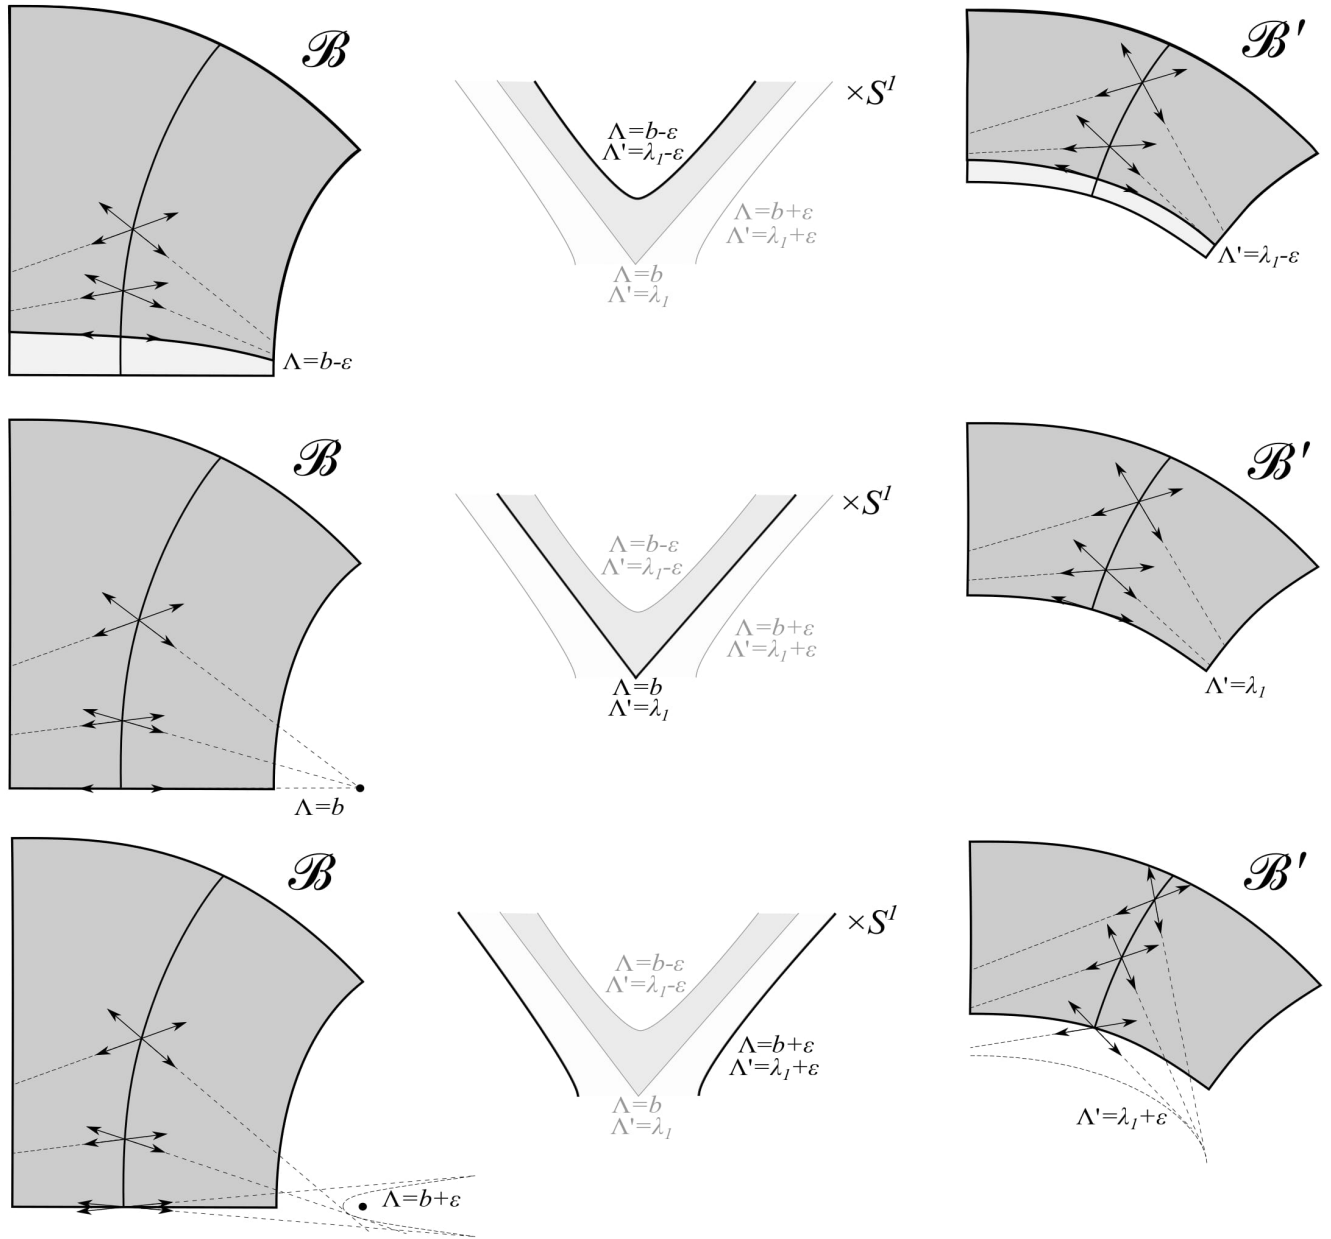 ℬ
×S¹
ℬ'
Λ=b-ε
Λ'=λ₁-ε
Λ=b+ε
Λ'=λ₁+ε
Λ=b
Λ'=λ₁
Λ=b-ε
Λ'=λ₁-ε
ℬ
×S¹
ℬ'
Λ=b-ε
Λ'=λ₁-ε
Λ=b+ε
Λ'=λ₁+ε
Λ=b
Λ'=λ₁
Λ=b
Λ'=λ₁
ℬ
×S¹
ℬ'
Λ=b-ε
Λ'=λ₁-ε
Λ=b+ε
Λ'=λ₁+ε
Λ=b
Λ'=λ₁
Λ=b+ε
Λ'=λ₁+ε